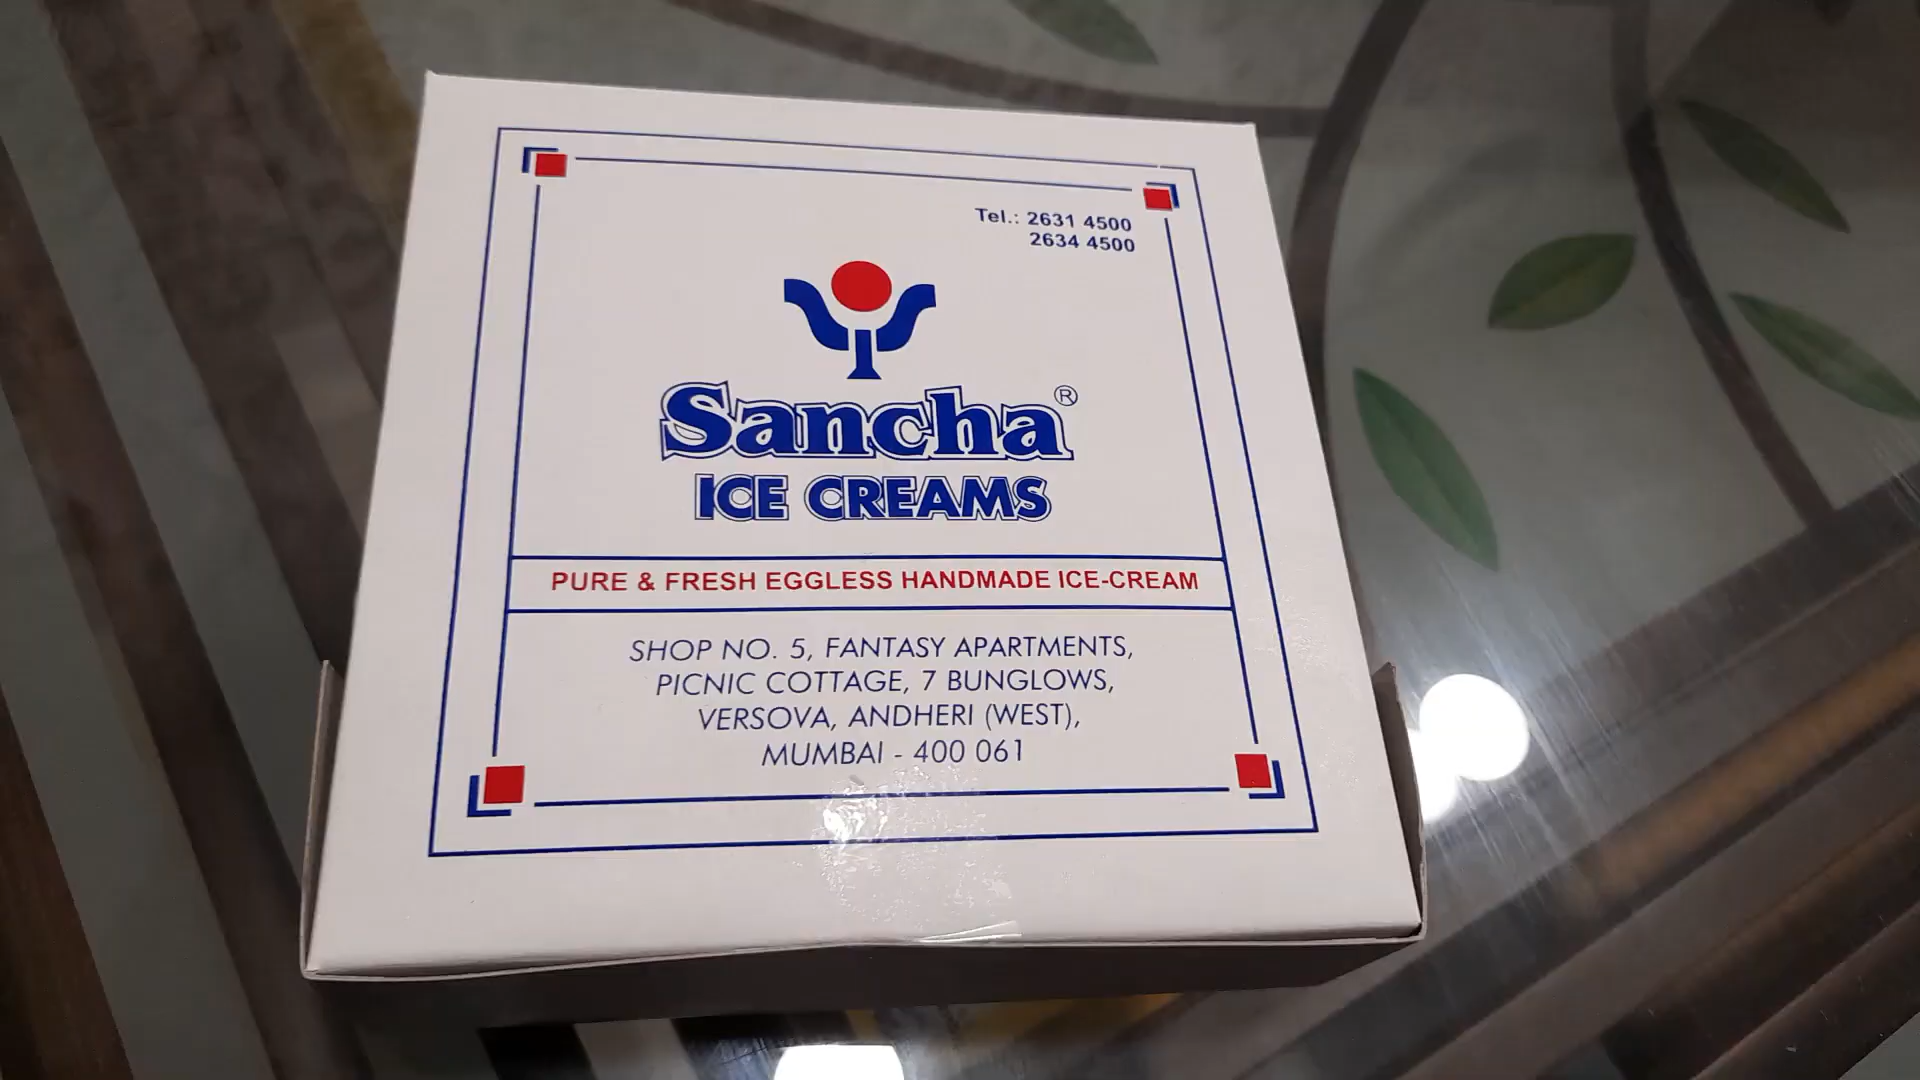 Tel.: 2631 4500
2634 4500
Sancha®
ICE CREAMS
PURE & FRESH EGGLESS HANDMADE ICE-CREAM
SHOP NO. 5, FANTASY APARTMENTS,
PICNIC COTTAGE, 7 BUNGLOWS,
VERSOVA, ANDHERI (WEST),
MUMBAI - 400 061